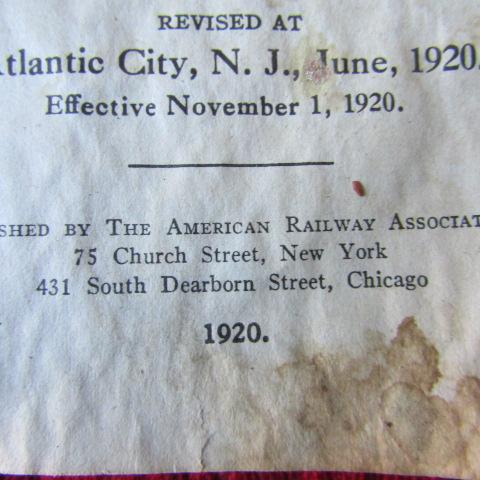 REVISED AT
tlantic City, N. J., June, 1920.
Effective November 1, 1920.
SHED BY THE AMERICAN RAILWAY ASSOCIAT
75 Church Street, New York
431 South Dearborn Street, Chicago
1920.